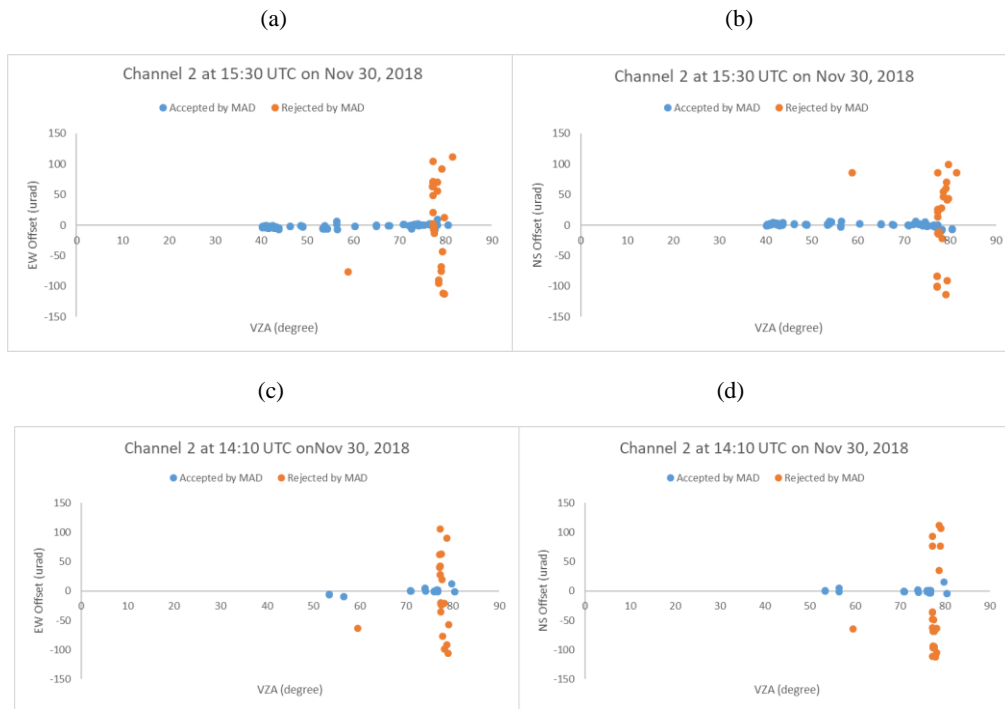 (a)
(b)
Channel 2 at 15:30 UTC on Nov 30, 2018
Accepted by MAD Rejected by MAD
150
100
50
0
-50
-100
-150
0 10 20 30 40 50 60 70 80 90
EW Offset (urad)
VZA (degree)
Channel 2 at 15:30 UTC on Nov 30, 2018
Accepted by MAD Rejected by MAD
150
100
50
0
-50
-100
-150
0 10 20 30 40 50 60 70 80 90
NS Offset (urad)
VZA (degree)
(c)
(d)
Channel 2 at 14:10 UTC onNov 30, 2018
Accepted by MAD Rejected by MAD
150
100
50
0
-50
-100
-150
0 10 20 30 40 50 60 70 80 90
EW Offset (urad)
VZA (degree)
Channel 2 at 14:10 UTC on Nov 30, 2018
Accepted by MAD Rejected by MAD
150
100
50
0
-50
-100
-150
0 10 20 30 40 50 60 70 80 90
NS Offset (urad)
VZA (degree)